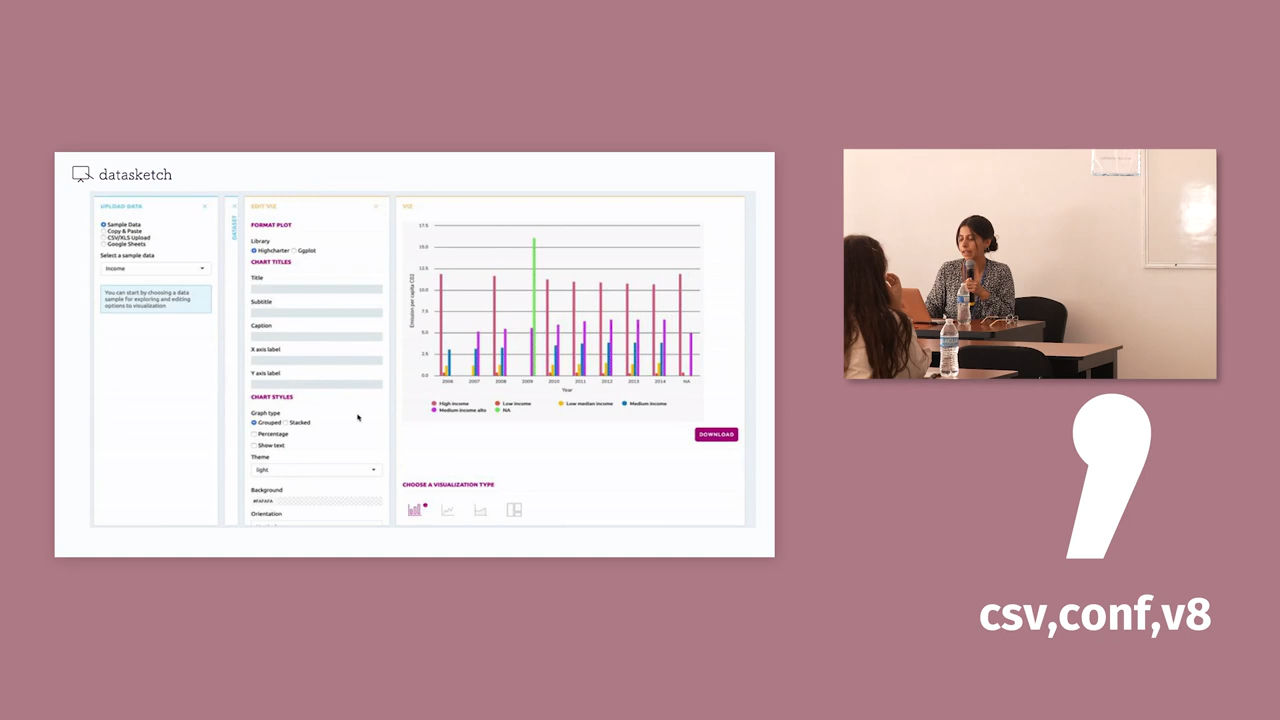 datasketch
UPLOAD DATA
Sample Data
Copy & Paste
CSV/XLS Upload
Google Sheets
Select a sample data
Income
You can start by choosing a data
sample for exploring and editing
options to visualization
DATASET
EDIT VIZ
FORMAT PLOT
Library
Highcharter Ggplot
CHART TITLES
Title
Subtitle
Caption
X axis label
Y axis label
CHART STYLES
Graph type
Grouped Stacked
Percentage
Show text
Theme
light
Background
#FAFAFA
Orientation
VIZ
17.5
15.0
12.5
10.0
7.5
5.0
2.5
0.0
Emission per capita CO2
2006 2007 2008 2009 2010 2011 2012 2013 2014 NA
Year
High income Low income Low median income Medium income
Medium income alto NA
DOWNLOAD
CHOOSE A VISUALIZATION TYPE
csv,conf,v8